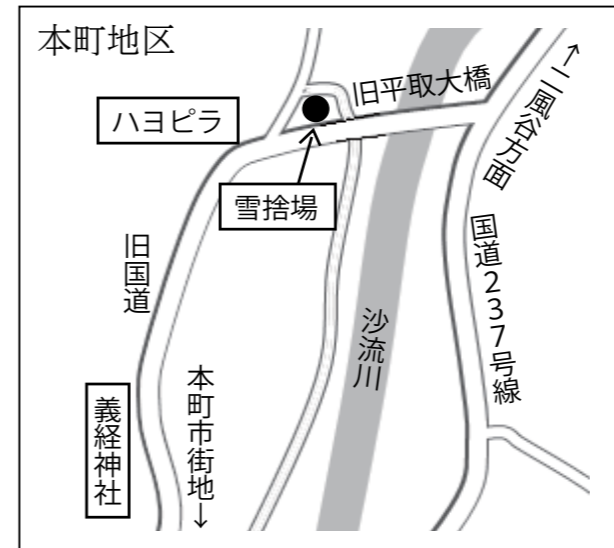 本町地区
旧平取大橋
↑二風谷方面
ハヨピラ
雪捨場
旧国道
国道237号線
沙流川
本町市街地↓
義経神社